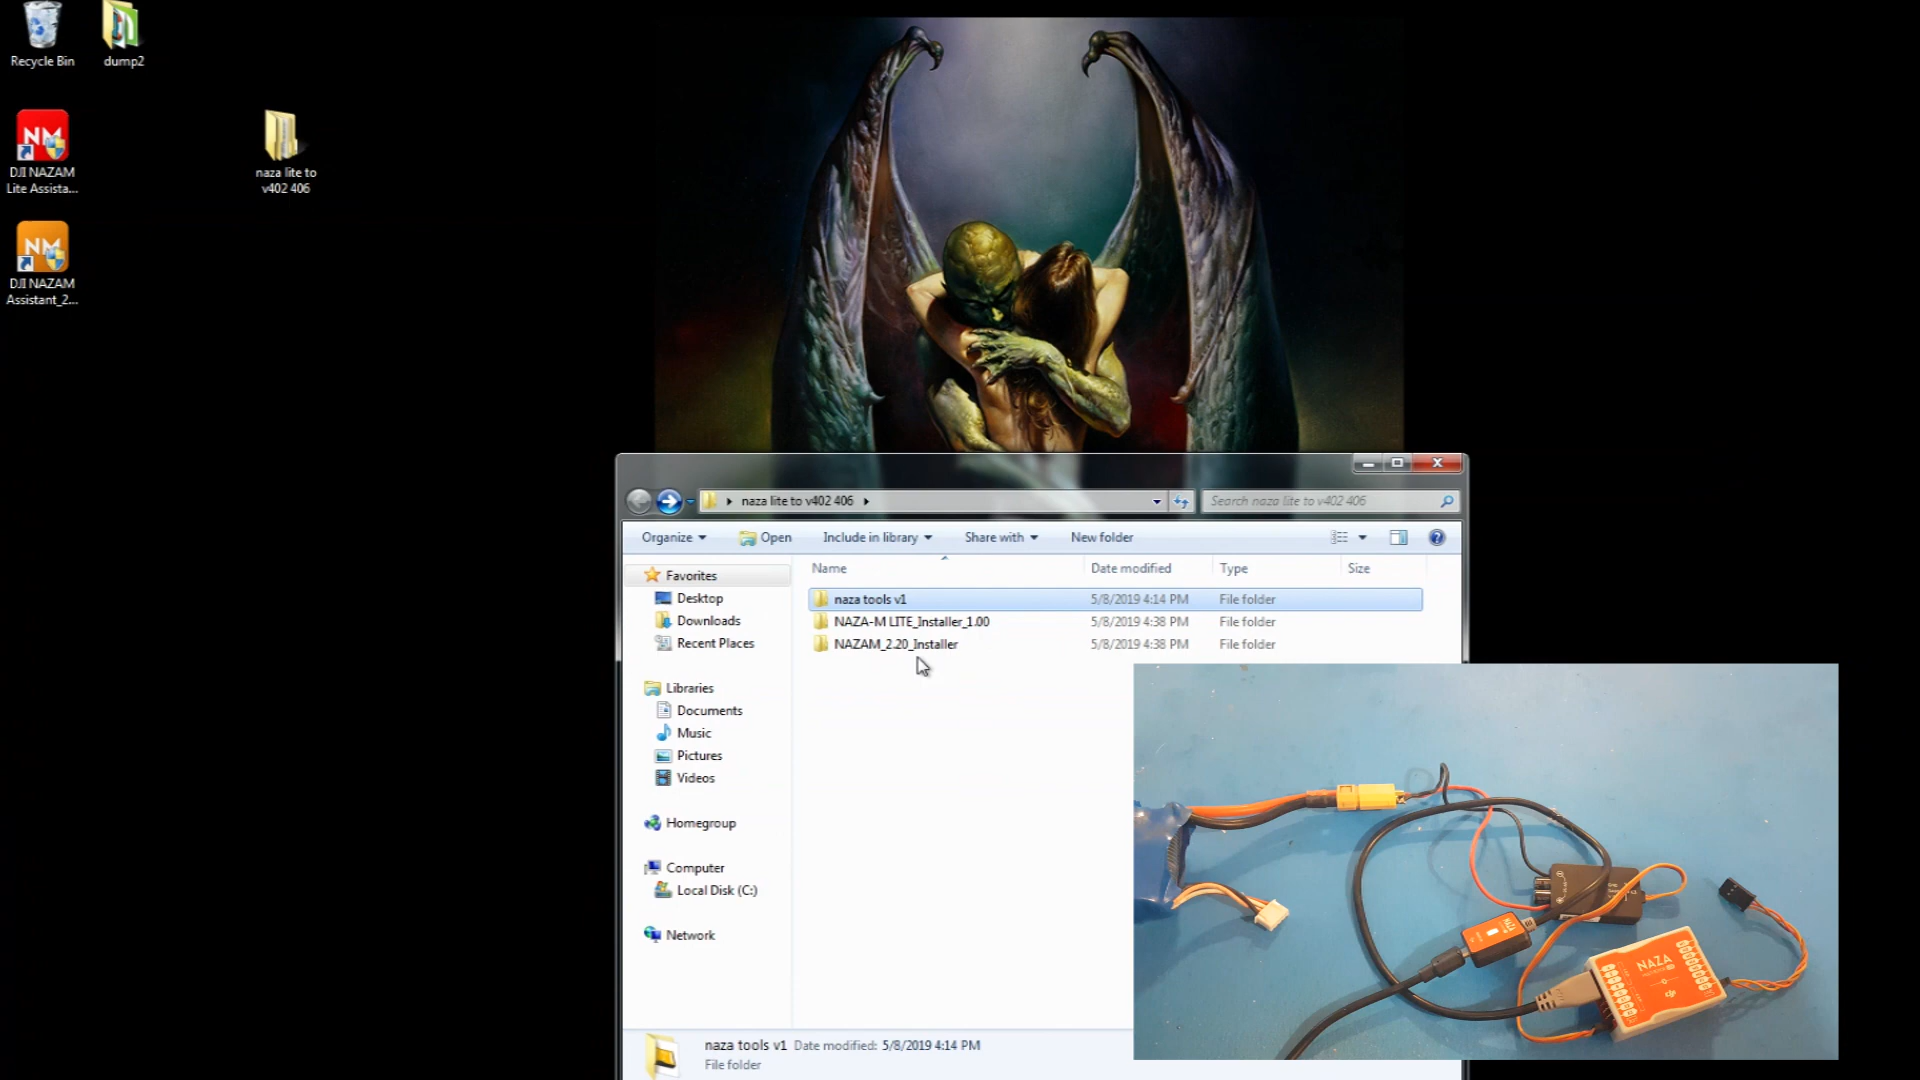 Recycle Bin
dump2
NM
DJI NAZAM
Lite Assista...
naza lite to
v402 406
NM
DJI NAZAM
Assistant_2...
naza lite to v402 406
Search naza lite to v402 406
Organize
Open
Include in library
Share with
New folder
Name
Date modified
Type
Size
Favorites
Desktop
Downloads
Recent Places
Libraries
Documents
Music
Pictures
Videos
Homegroup
Computer
Local Disk (C:)
Network
naza tools v1 5/8/2019 4:14 PM File folder
NAZA-M LITE_Installer_1.00 5/8/2019 4:38 PM File folder
NAZAM_2.20_Installer 5/8/2019 4:38 PM File folder
NAZA
naza tools v1 Date modified: 5/8/2019 4:14 PM
File folder